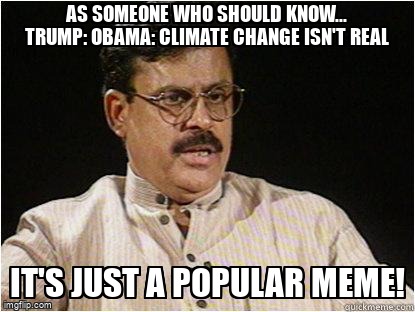 AS SOMEONE WHO SHOULD KNOW...
TRUMP: OBAMA: CLIMATE CHANGE ISN'T REAL
IT'S JUST A POPULAR MEME!
imgflip.com
quickmeme.com